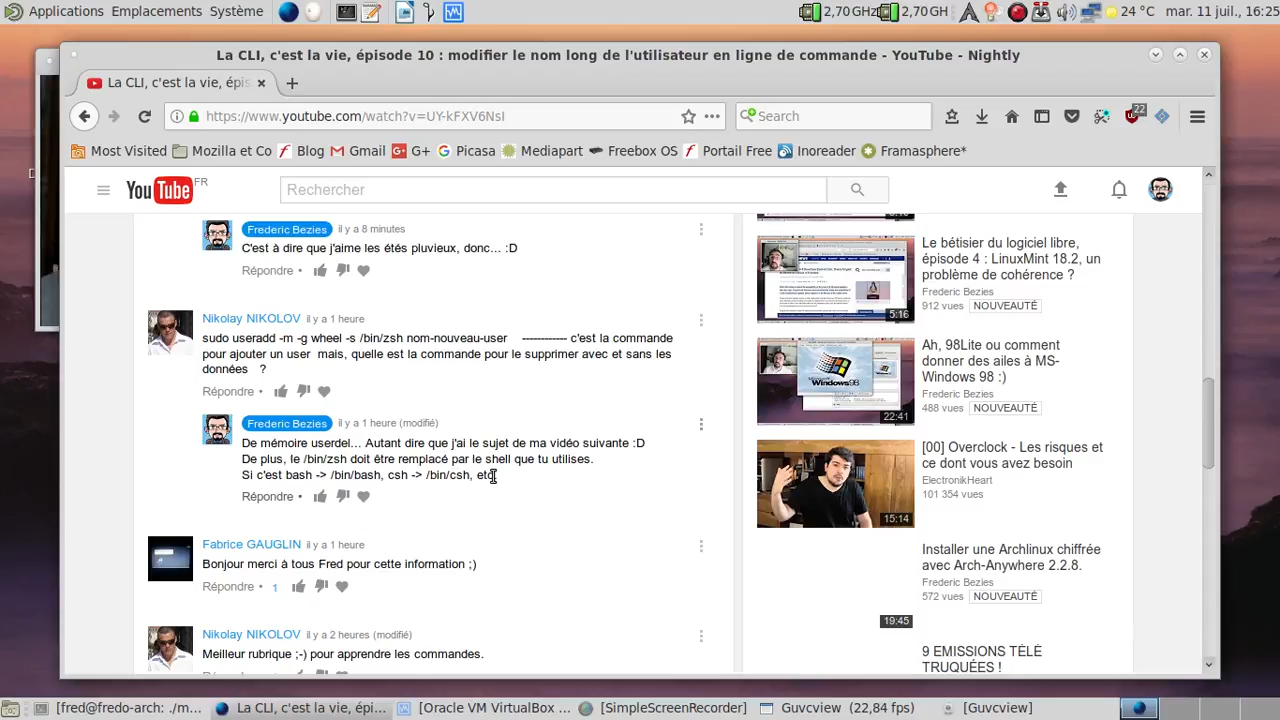 Applications Emplacements Système 2,70 GHz 2,70 GH 24 °C mar. 11 juil., 16:25
La CLI, c'est la vie, épisode 10 : modifier le nom long de l'utilisateur en ligne de commande - YouTube - Nightly
La CLI, c'est la vie, épis
https://www.youtube.com/watch?v=UY-kFXV6NsI
Search
22
Most Visited Mozilla et Co Blog Gmail G+ Picasa Mediapart Freebox OS Portail Free Inoreader Framasphere*
YouTube FR
Rechercher
Frederic Bezies il y a 8 minutes
C'est à dire que j'aime les étés pluvieux, donc... :D
Répondre •
Nikolay NIKOLOV il y a 1 heure
sudo useradd -m -g wheel -s /bin/zsh nom-nouveau-user ------------ c'est la commande
pour ajouter un user mais, quelle est la commande pour le supprimer avec et sans les
données ?
Répondre •
Frederic Bezies il y a 1 heure (modifié)
De mémoire userdel... Autant dire que j'ai le sujet de ma vidéo suivante :D
De plus, le /bin/zsh doit être remplacé par le shell que tu utilises.
Si c'est bash -> /bin/bash, csh -> /bin/csh, etc
Répondre •
Fabrice GAUGLIN il y a 1 heure
Bonjour merci à tous Fred pour cette information ;)
Répondre • 1
Nikolay NIKOLOV il y a 2 heures (modifié)
Meilleur rubrique ;-) pour apprendre les commandes.
Le bêtisier du logiciel libre,
épisode 4 : LinuxMint 18.2, un
problème de cohérence ?
Frederic Bezies
912 vues NOUVEAUTÉ
5:16
Ah, 98Lite ou comment
donner des ailes à MS-
Windows 98 :)
Frederic Bezies
488 vues NOUVEAUTÉ
Windows98
22:41
[00] Overclock - Les risques et
ce dont vous avez besoin
ElectronikHeart
101 354 vues
15:14
Installer une Archlinux chiffrée
avec Arch-Anywhere 2.2.8.
Frederic Bezies
572 vues NOUVEAUTÉ
19:45
9 EMISSIONS TÉLÉ
TRUQUÉES !
[fred@fredo-arch: ./m... La CLI, c'est la vie, épi... [Oracle VM VirtualBox ... [SimpleScreenRecorder] Guvcview (22,84 fps) [Guvcview]